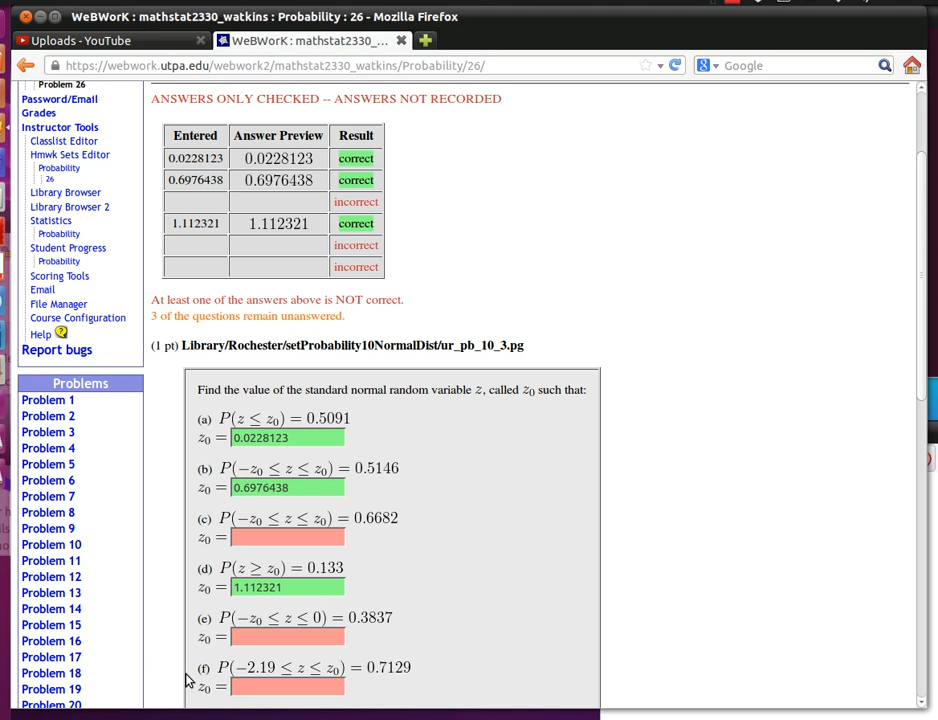 WeBWorK : mathstat2330_watkins : Probability : 26 - Mozilla Firefox
Uploads - YouTube
WeBWorK : mathstat2330_...
https://webwork.utpa.edu/webwork2/mathstat2330_watkins/Probability/26/
Google
Problem 26
Password/Email
Grades
Instructor Tools
Classlist Editor
Hmwk Sets Editor
Probability
26
Library Browser
Library Browser 2
Statistics
Probability
Student Progress
Probability
Scoring Tools
Email
File Manager
Course Configuration
Help
Report bugs
Problems
Problem 1
Problem 2
Problem 3
Problem 4
Problem 5
Problem 6
Problem 7
Problem 8
Problem 9
Problem 10
Problem 11
Problem 12
Problem 13
Problem 14
Problem 15
Problem 16
Problem 17
Problem 18
Problem 19
Problem 20
ANSWERS ONLY CHECKED -- ANSWERS NOT RECORDED
Entered Answer Preview Result
0.0228123 0.0228123 correct
0.6976438 0.6976438 correct
incorrect
1.112321 1.112321 correct
incorrect
incorrect
At least one of the answers above is NOT correct.
3 of the questions remain unanswered.
(1 pt) Library/Rochester/setProbability10NormalDist/ur_pb_10_3.pg
Find the value of the standard normal random variable z, called z₀ such that:
(a) P(z ≤ z₀) = 0.5091
z₀ = 0.0228123
(b) P(−z₀ ≤ z ≤ z₀) = 0.5146
z₀ = 0.6976438
(c) P(−z₀ ≤ z ≤ z₀) = 0.6682
z₀ =
(d) P(z ≥ z₀) = 0.133
z₀ = 1.112321
(e) P(−z₀ ≤ z ≤ 0) = 0.3837
z₀ =
(f) P(−2.19 ≤ z ≤ z₀) = 0.7129
z₀ =